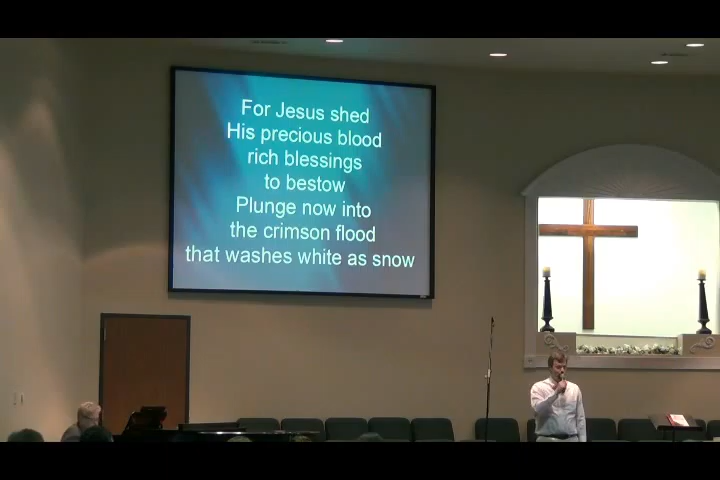 For Jesus shed
His precious blood
rich blessings
to bestow
Plunge now into
the crimson flood
that washes white as snow